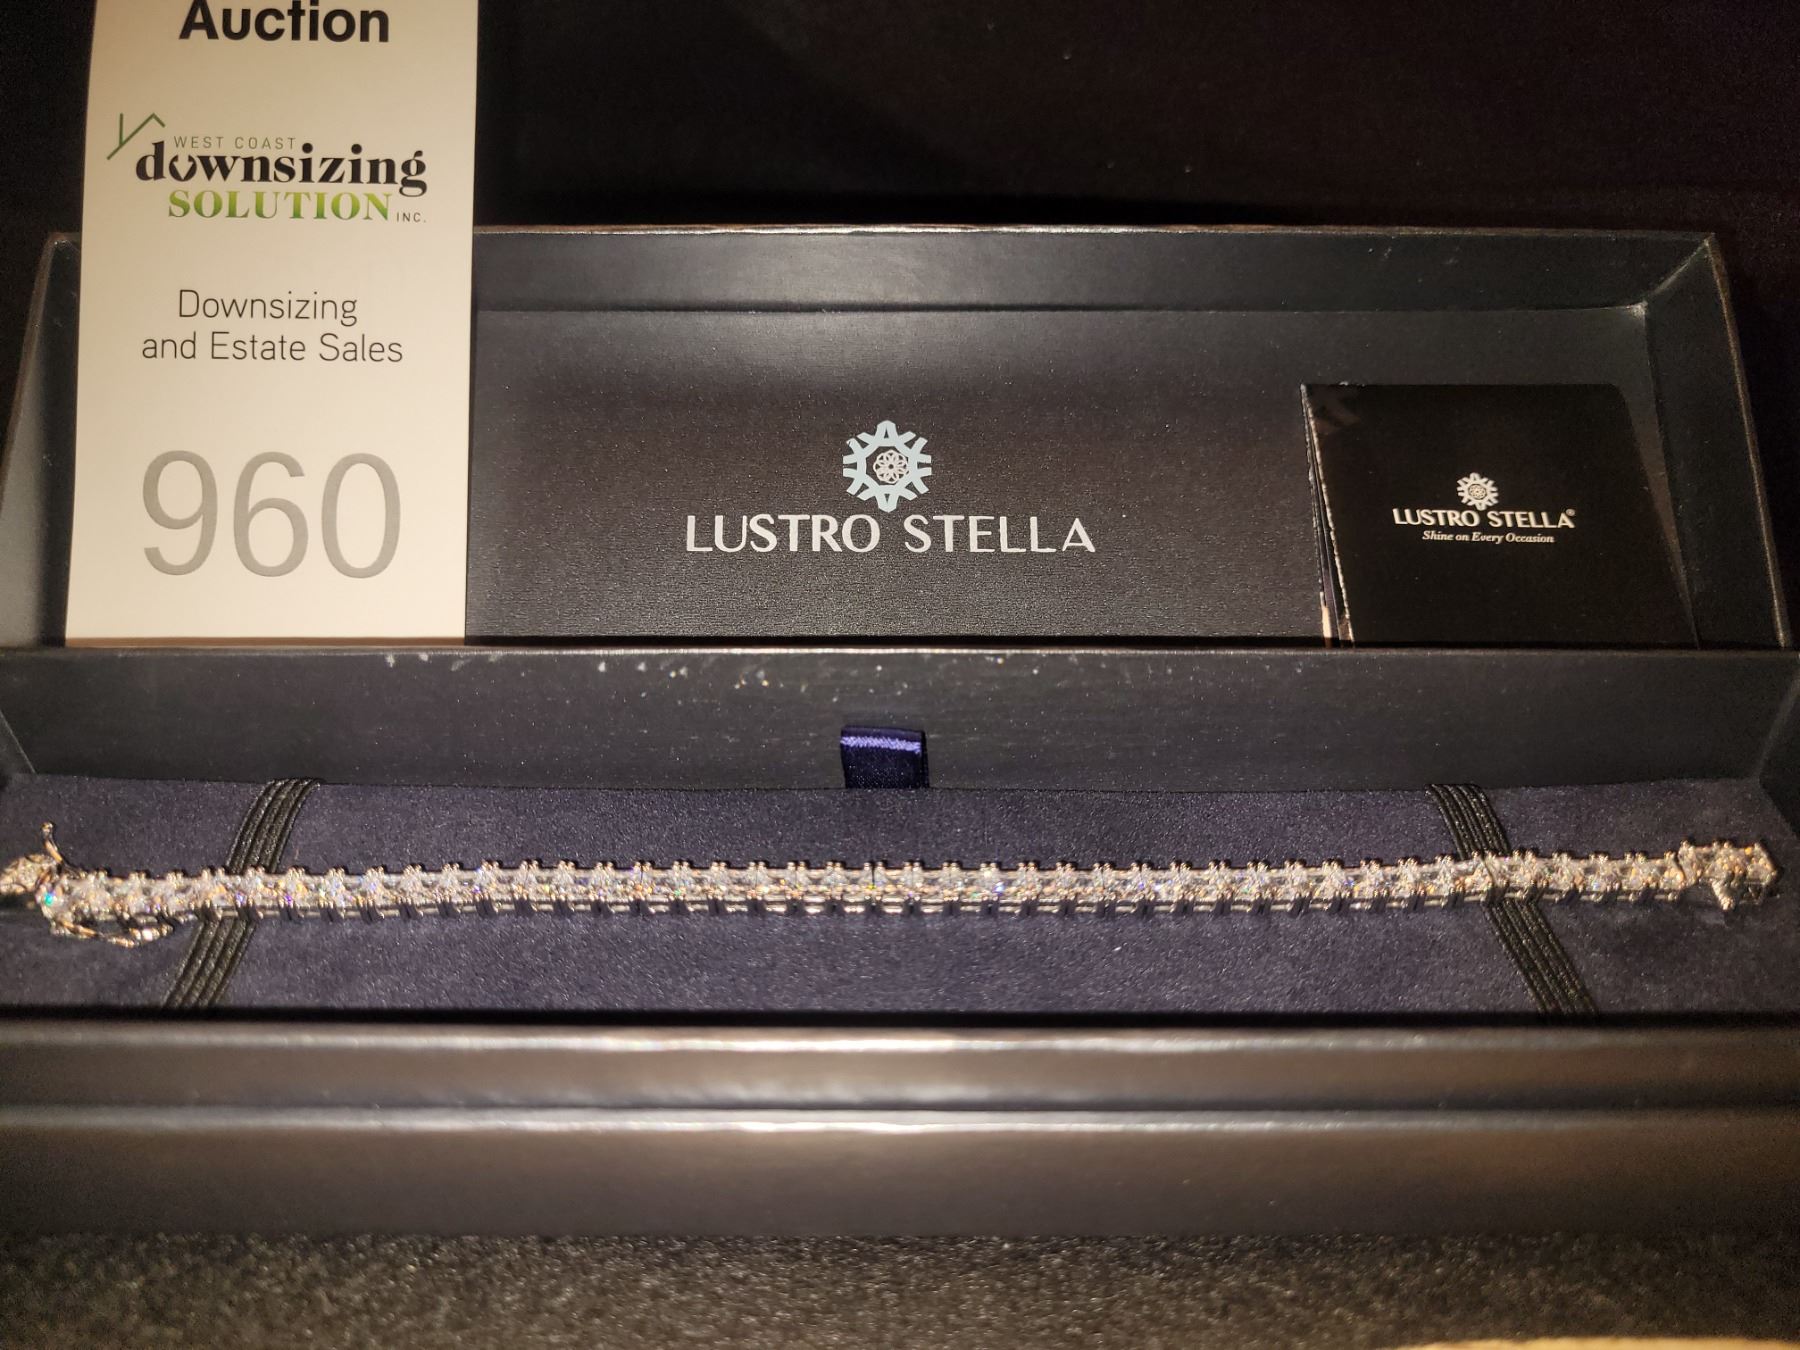 Auction
WEST COAST
downsizing
SOLUTION INC.
Downsizing
and Estate Sales
960
LUSTRO STELLA
LUSTRO STELLA®
Shine on Every Occasion